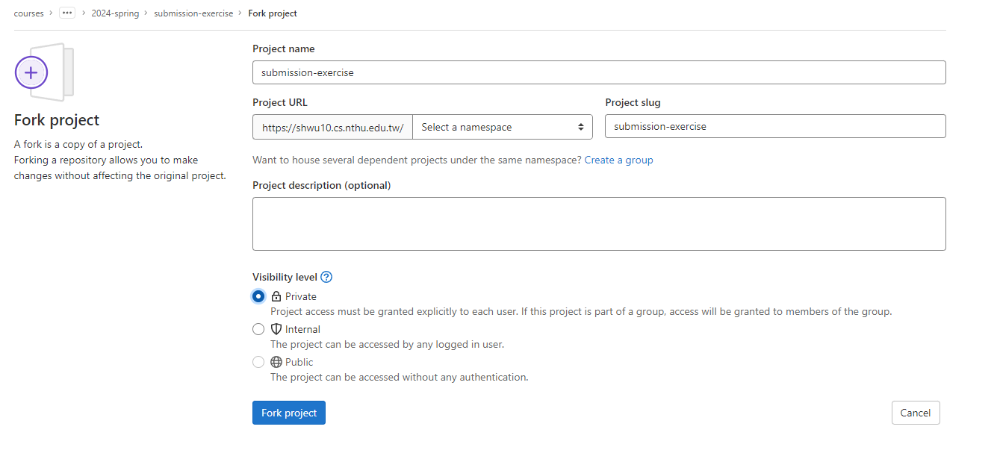 courses › ••• › 2024-spring › submission-exercise › Fork project
Fork project
A fork is a copy of a project.
Forking a repository allows you to make
changes without affecting the original project.
Project name
submission-exercise
Project URL
https://shwu10.cs.nthu.edu.tw/
Select a namespace
Project slug
submission-exercise
Want to house several dependent projects under the same namespace? Create a group
Project description (optional)
Visibility level ?
Private
Project access must be granted explicitly to each user. If this project is part of a group, access will be granted to members of the group.
Internal
The project can be accessed by any logged in user.
Public
The project can be accessed without any authentication.
Fork project
Cancel